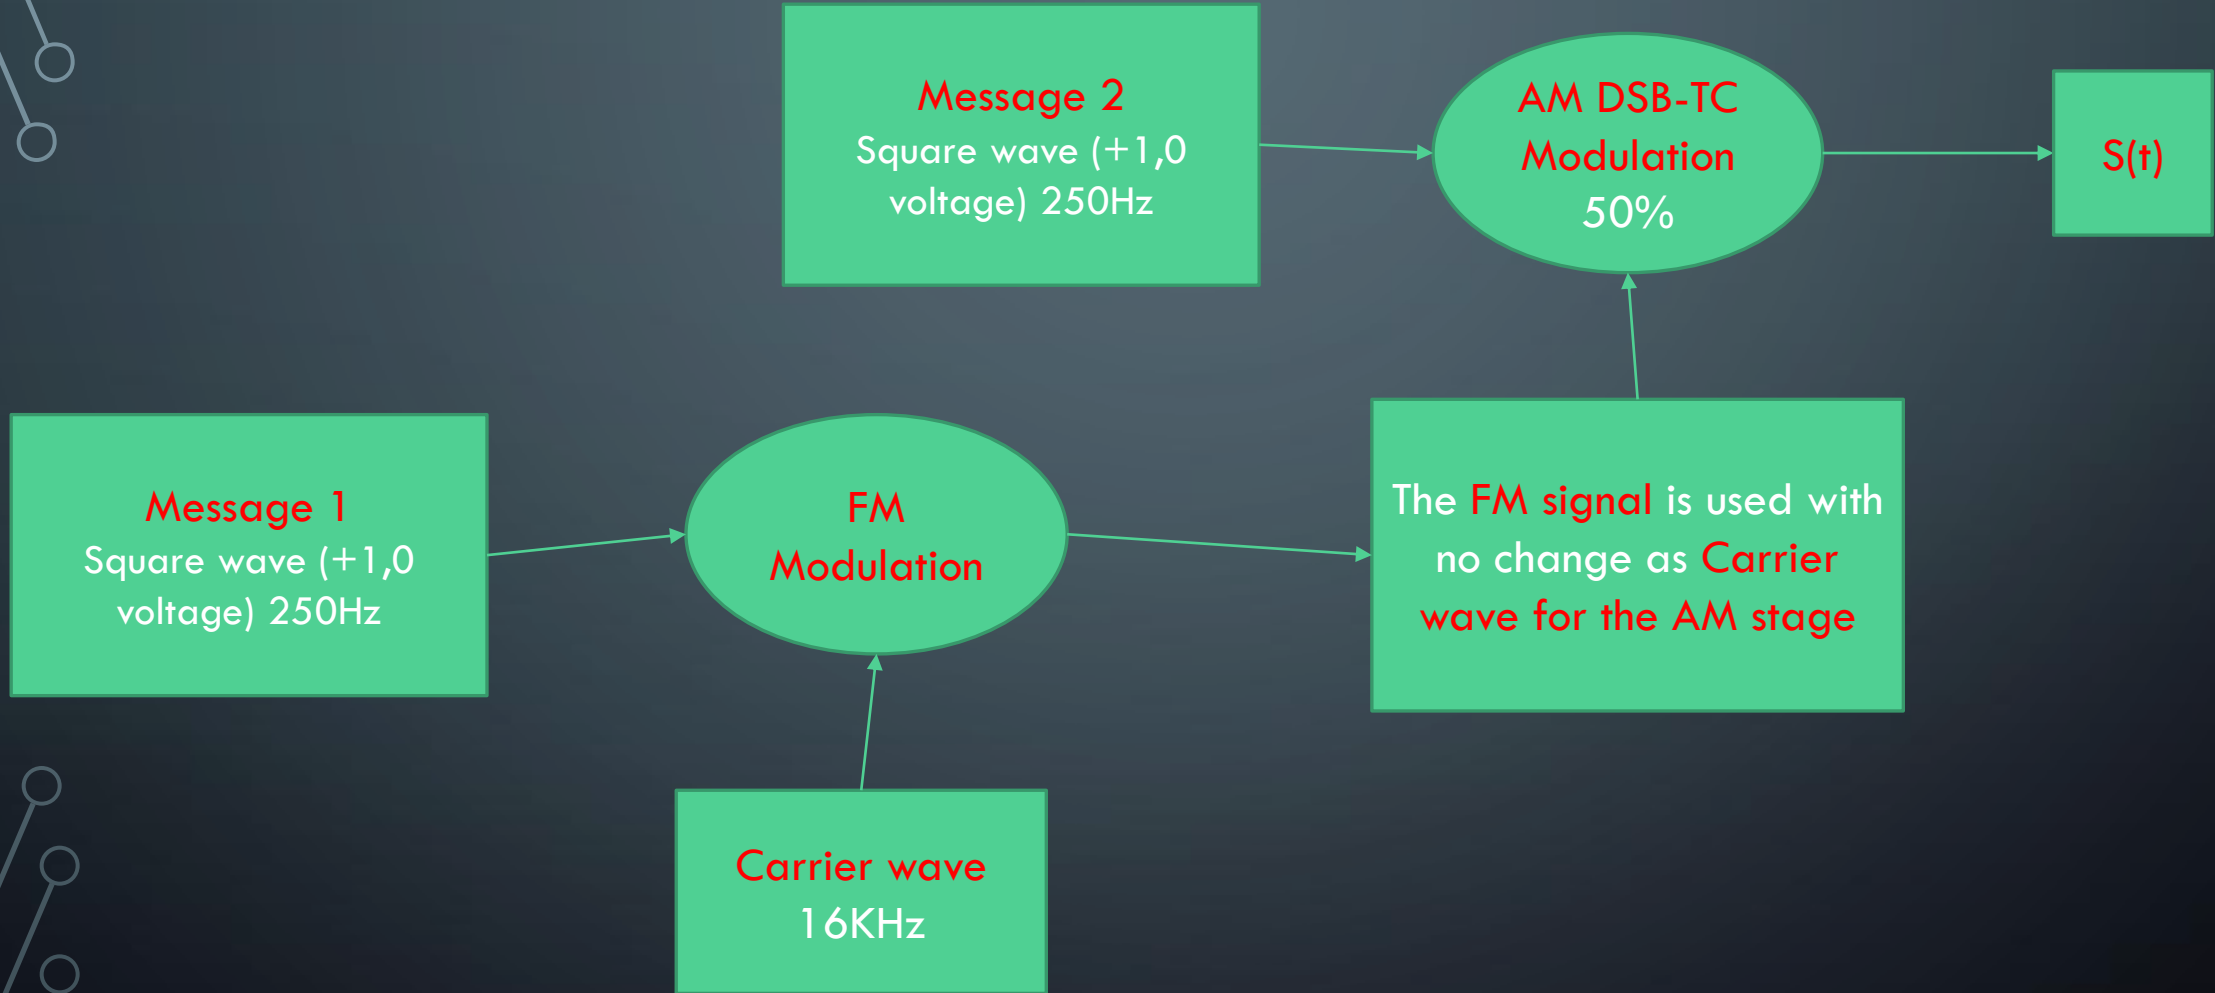 Message 2
Square wave (+1,0
voltage) 250Hz
AM DSB-TC
Modulation
50%
S(t)
Message 1
Square wave (+1,0
voltage) 250Hz
FM
Modulation
The FM signal is used with
no change as Carrier
wave for the AM stage
Carrier wave
16KHz